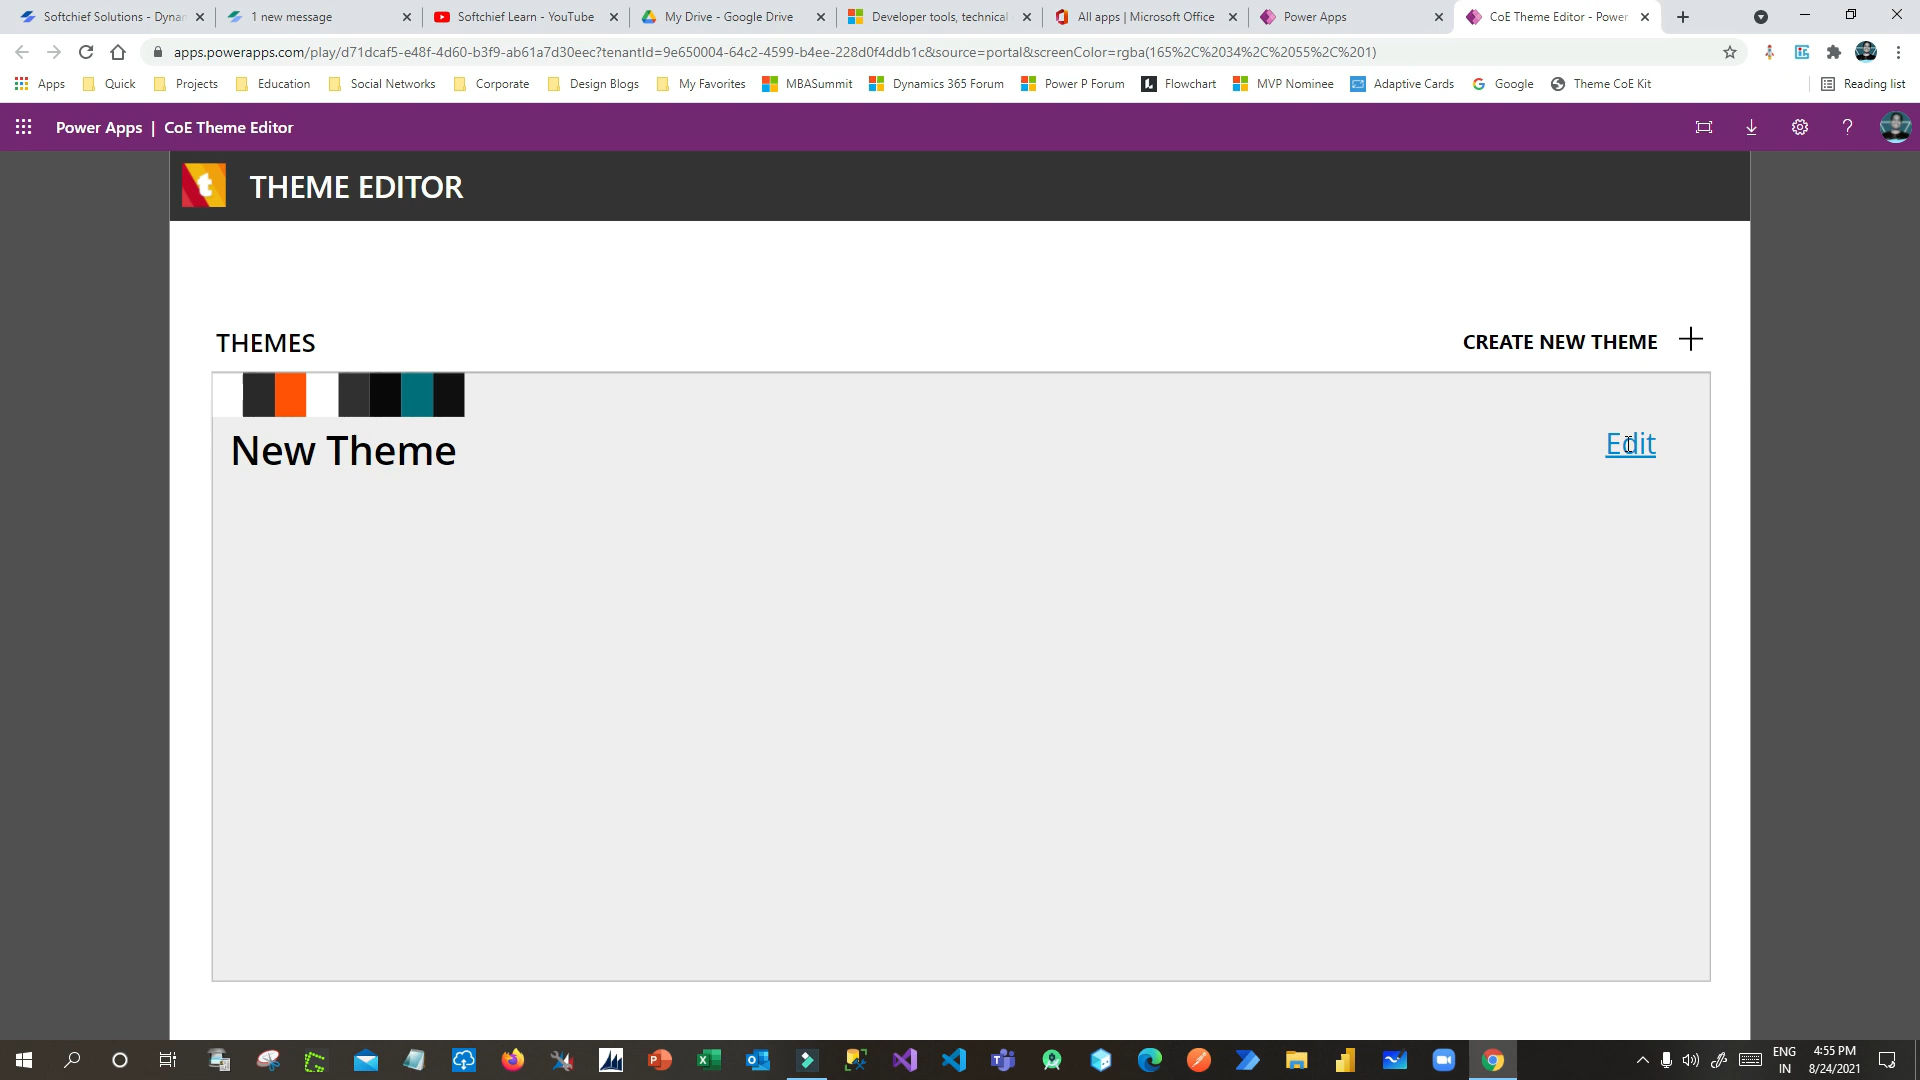 Softchief Solutions - Dynar
1 new message
Softchief Learn - YouTube
My Drive - Google Drive
Developer tools, technical
All apps | Microsoft Office
Power Apps
CoE Theme Editor - Power
apps.powerapps.com/play/d71dcaf5-e48f-4d60-b3f9-ab61a7d30eec?tenantId=9e650004-64c2-4599-b4ee-228d0f4ddb1c&source=portal&screenColor=rgba(165%2C%2034%2C%2055%2C%201)
Apps Quick Projects Education Social Networks Corporate Design Blogs My Favorites MBASummit Dynamics 365 Forum Power P Forum Flowchart MVP Nominee Adaptive Cards Google Theme CoE Kit Reading list
Power Apps | CoE Theme Editor
t THEME EDITOR
THEMES
CREATE NEW THEME
New Theme
Edit
ENG
IN
4:55 PM
8/24/2021